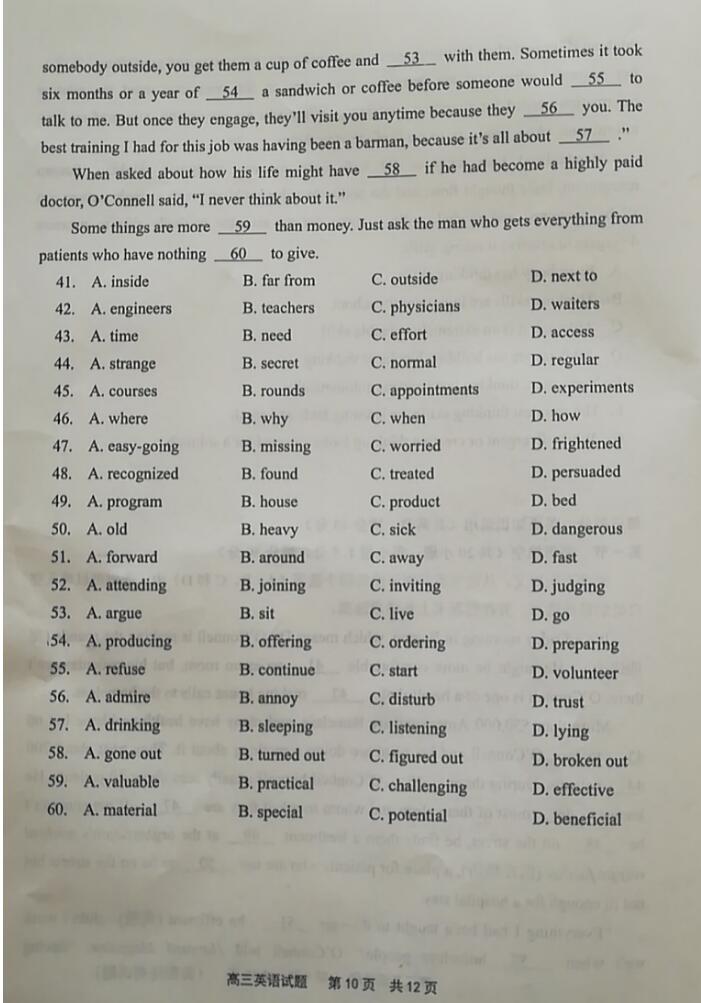 somebody outside, you get them a cup of coffee and 53 with them. Sometimes it took
six months or a year of 54 a sandwich or coffee before someone would 55 to
talk to me. But once they engage, they'll visit you anytime because they 56 you. The
best training I had for this job was having been a barman, because it's all about 57 ."
When asked about how his life might have 58 if he had become a highly paid
doctor, O'Connell said, "I never think about it."
Some things are more 59 than money. Just ask the man who gets everything from
patients who have nothing 60 to give.
41. A. inside B. far from C. outside D. next to
42. A. engineers B. teachers C. physicians D. waiters
43. A. time B. need C. effort D. access
44. A. strange B. secret C. normal D. regular
45. A. courses B. rounds C. appointments D. experiments
46. A. where B. why C. when D. how
47. A. easy-going B. missing C. worried D. frightened
48. A. recognized B. found C. treated D. persuaded
49. A. program B. house C. product D. bed
50. A. old B. heavy C. sick D. dangerous
51. A. forward B. around C. away D. fast
52. A. attending B. joining C. inviting D. judging
53. A. argue B. sit C. live D. go
54. A. producing B. offering C. ordering D. preparing
55. A. refuse B. continue C. start D. volunteer
56. A. admire B. annoy C. disturb D. trust
57. A. drinking B. sleeping C. listening D. lying
58. A. gone out B. turned out C. figured out D. broken out
59. A. valuable B. practical C. challenging D. effective
60. A. material B. special C. potential D. beneficial
高三英语试题 第10页 共12页